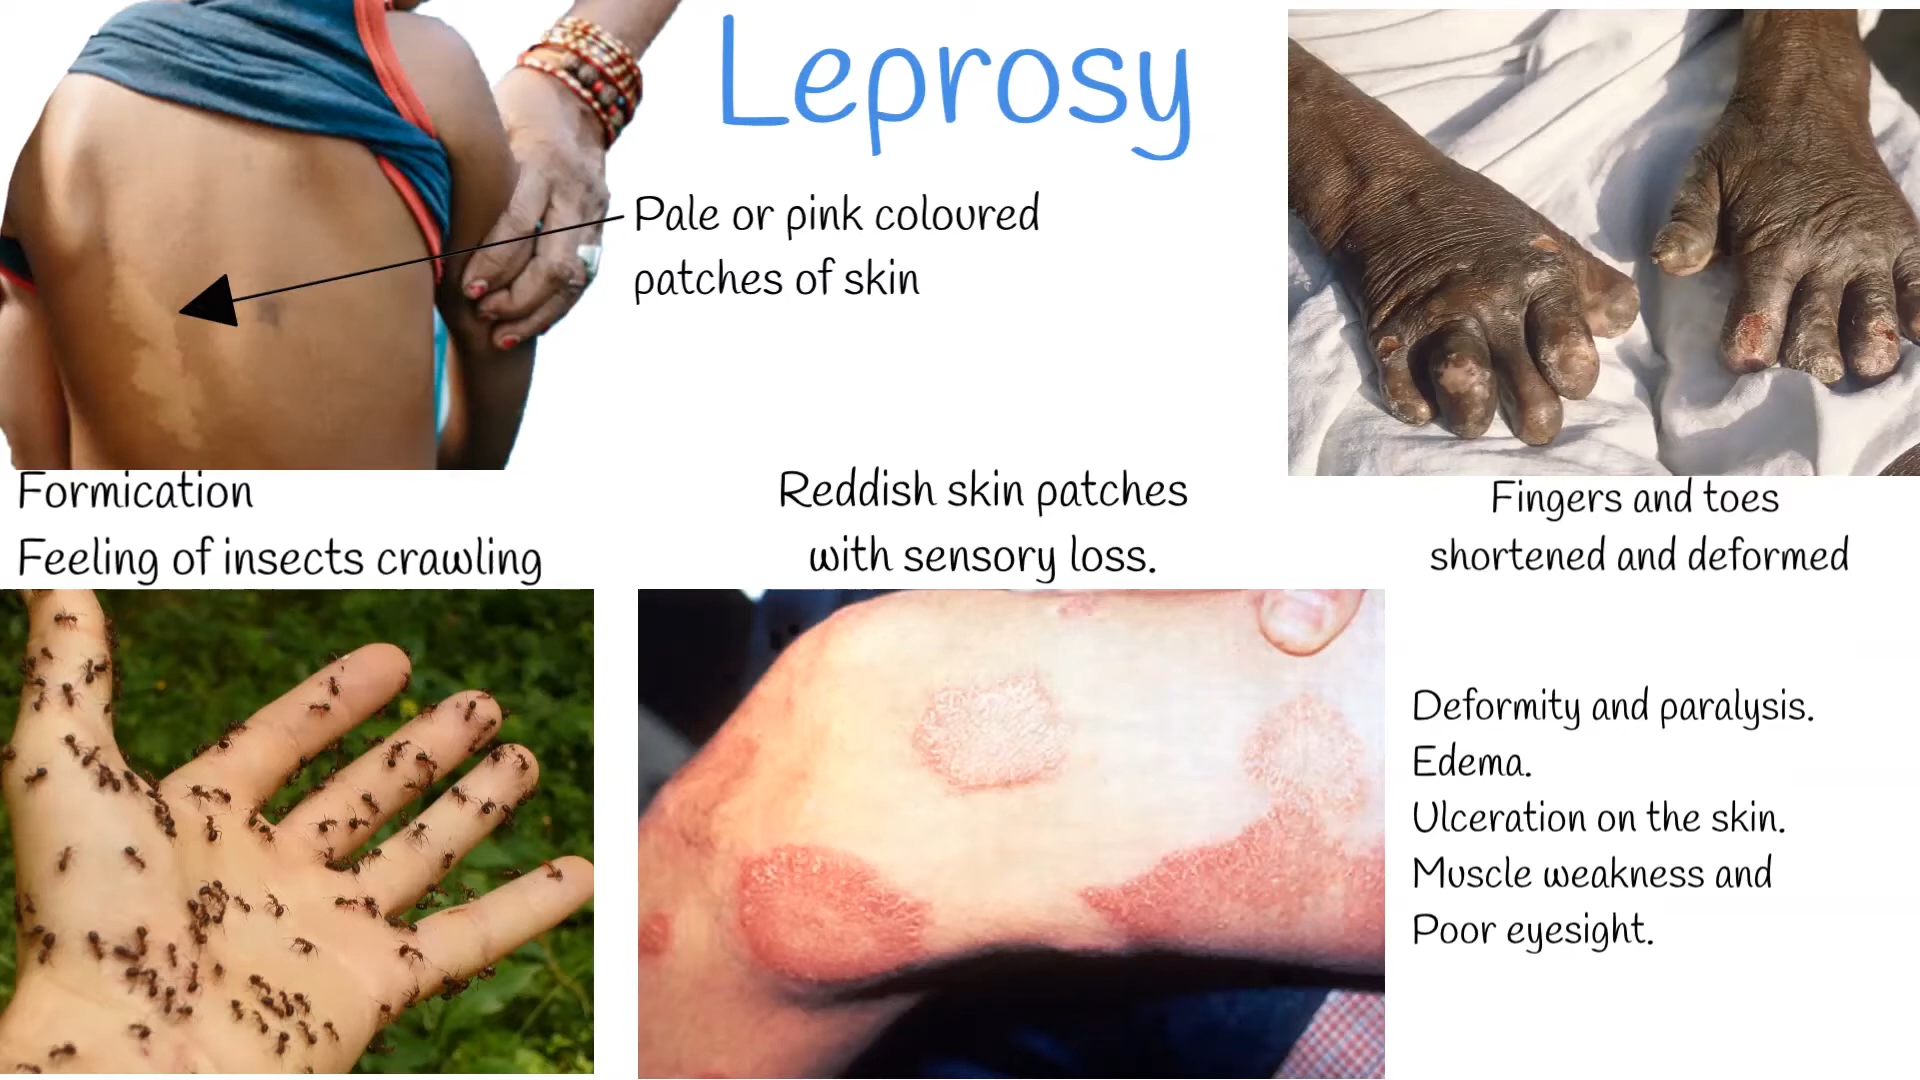 Leprosy
Pale or pink coloured
patches of skin
Formication
Feeling of insects crawling
Reddish skin patches
with sensory loss.
Fingers and toes
shortened and deformed
Deformity and paralysis.
Edema.
Ulceration on the skin.
Muscle weakness and
Poor eyesight.